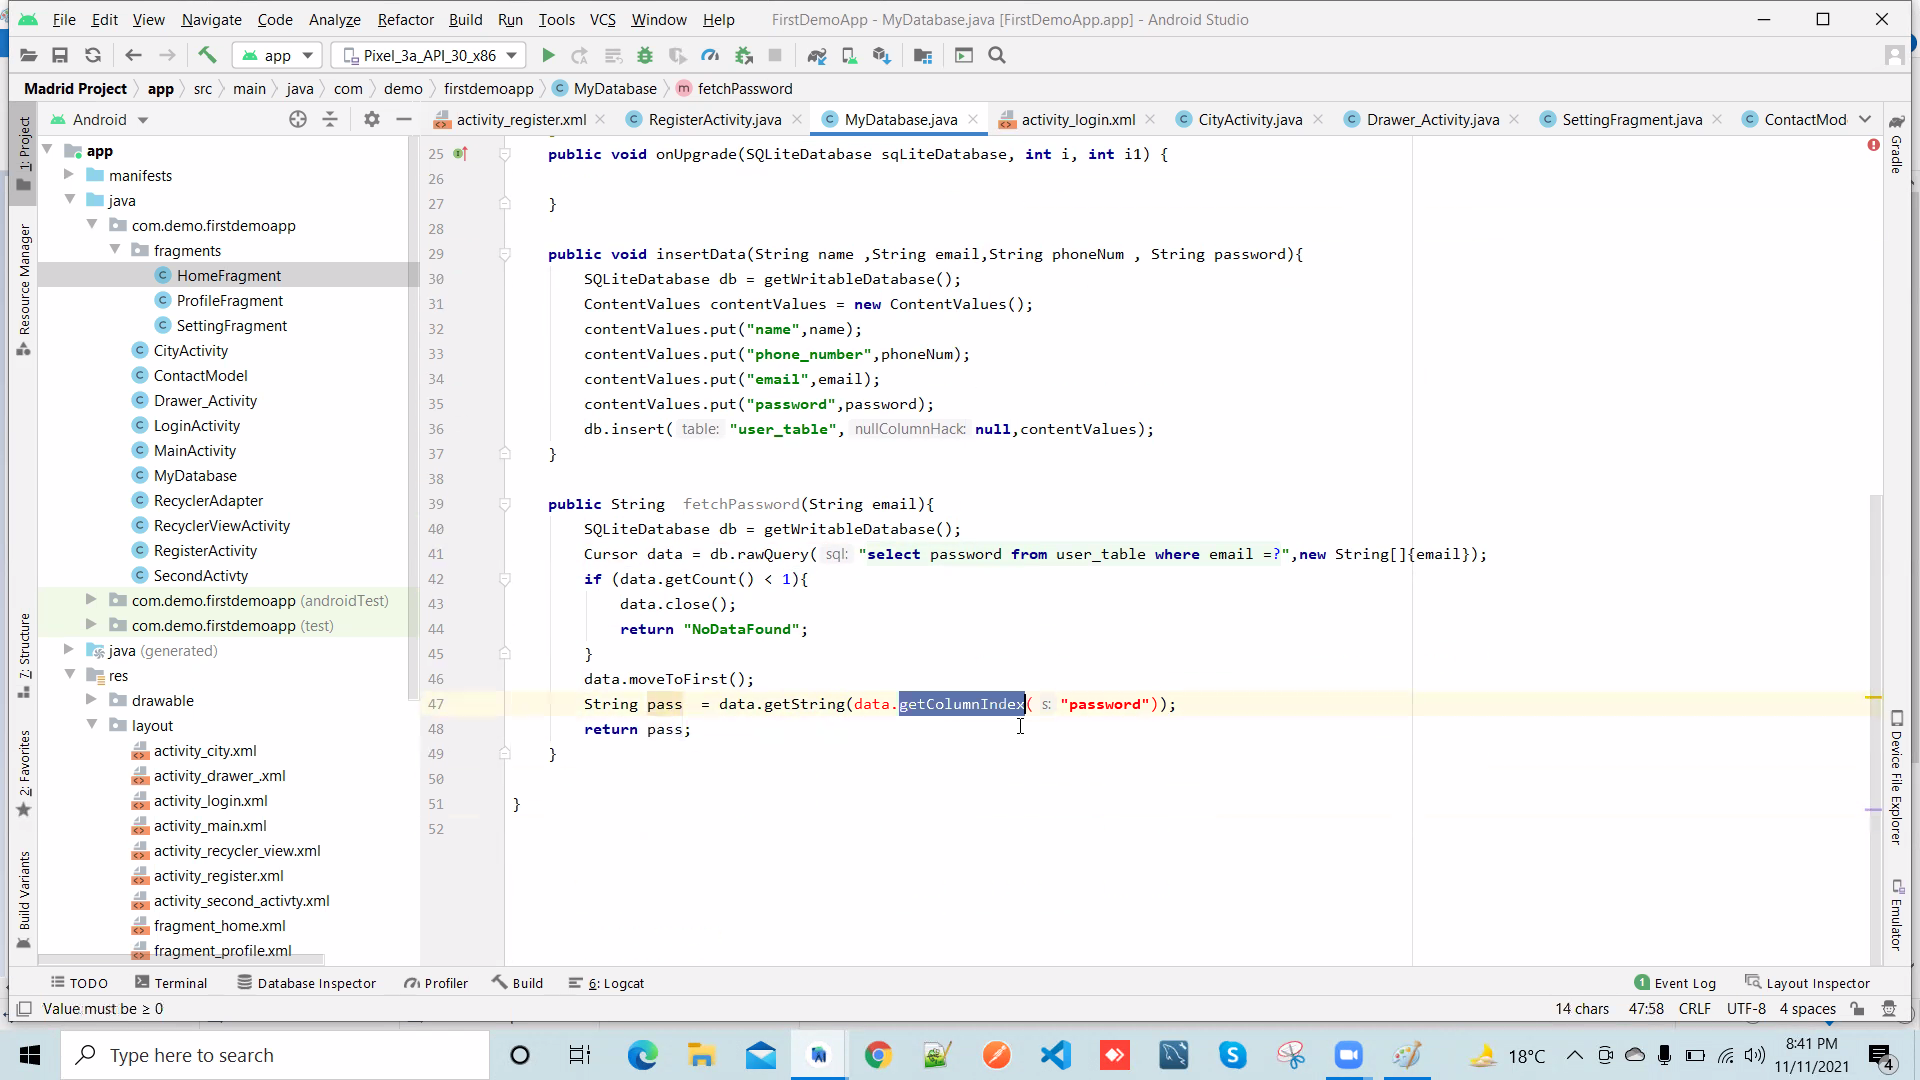 File Edit View Navigate Code Analyze Refactor Build Run Tools VCS Window Help FirstDemoApp - MyDatabase.java [FirstDemoApp.app] - Android Studio
app Pixel_3a_API_30_x86
Madrid Project app src main java com demo firstdemoapp MyDatabase fetchPassword
Android
activity_register.xml RegisterActivity.java MyDatabase.java activity_login.xml CityActivity.java Drawer_Activity.java SettingFragment.java ContactMod
1: Project
Resource Manager
7: Structure
2: Favorites
Build Variants
app
manifests
java
com.demo.firstdemoapp
fragments
HomeFragment
ProfileFragment
SettingFragment
CityActivity
ContactModel
Drawer_Activity
LoginActivity
MainActivity
MyDatabase
RecyclerAdapter
RecyclerViewActivity
RegisterActivity
SecondActivty
com.demo.firstdemoapp (androidTest)
com.demo.firstdemoapp (test)
java (generated)
res
drawable
layout
activity_city.xml
activity_drawer_.xml
activity_login.xml
activity_main.xml
activity_recycler_view.xml
activity_register.xml
activity_second_activty.xml
fragment_home.xml
fragment_profile.xml
25 public void onUpgrade(SQLiteDatabase sqLiteDatabase, int i, int i1) {
26
27 }
28
29 public void insertData(String name ,String email,String phoneNum , String password){
30 SQLiteDatabase db = getWritableDatabase();
31 ContentValues contentValues = new ContentValues();
32 contentValues.put("name",name);
33 contentValues.put("phone_number",phoneNum);
34 contentValues.put("email",email);
35 contentValues.put("password",password);
36 db.insert( table: "user_table", nullColumnHack: null,contentValues);
37 }
38
39 public String fetchPassword(String email){
40 SQLiteDatabase db = getWritableDatabase();
41 Cursor data = db.rawQuery( sql: "select password from user_table where email =?",new String[]{email});
42 if (data.getCount() < 1){
43 data.close();
44 return "NoDataFound";
45 }
46 data.moveToFirst();
47 String pass = data.getString(data.getColumnIndex( s: "password"));
48 return pass;
49 }
50
51 }
52
Gradle
Device File Explorer
Emulator
TODO Terminal Database Inspector Profiler Build 6: Logcat 1 Event Log Layout Inspector
Value must be ≥ 0 14 chars 47:58 CRLF UTF-8 4 spaces
Type here to search 18°C 8:41 PM
11/11/2021 4